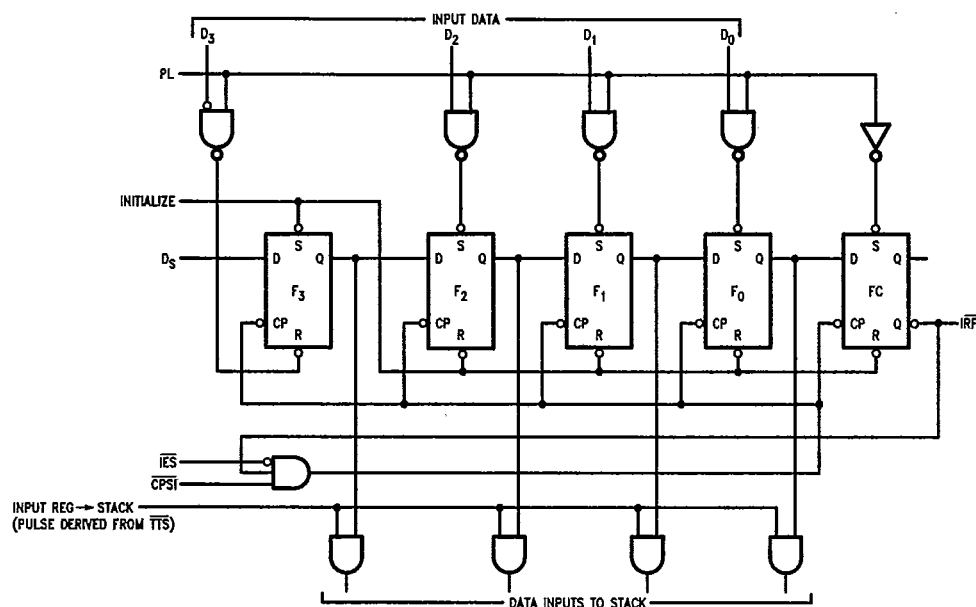 INPUT DATA
D3 D2 D1 D0
PL
INITIALIZE
S S S S S
DS D Q D Q D Q D Q D Q
F3 F2 F1 F0 FC
CP CP CP CP CP Q IRF
R R R R R
IES
CPSI
INPUT REG→STACK
(PULSE DERIVED FROM TTS)
DATA INPUTS TO STACK